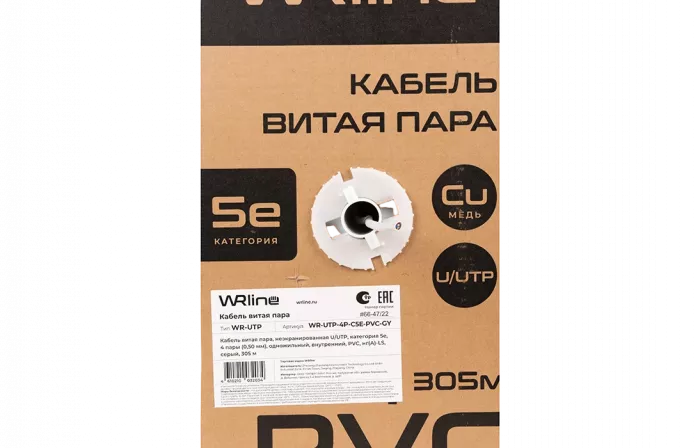 WRline
КАБЕЛЬ
ВИТАЯ ПАРА
5e
КАТЕГОРИЯ
Cu
МЕДЬ
U/UTP
WRline wrline.ru
EAC
Кабель витая пара
#66-47/22
Тип: WR-UTP Артикул: WR-UTP-4P-C5E-PVC-GY
Кабель витая пара, неэкранированная U/UTP, категория 5e,
4 пары (0,50 мм), одножильный, внутренний, PVC, нг(А)-LS,
серый, 305 м
305м
PVC